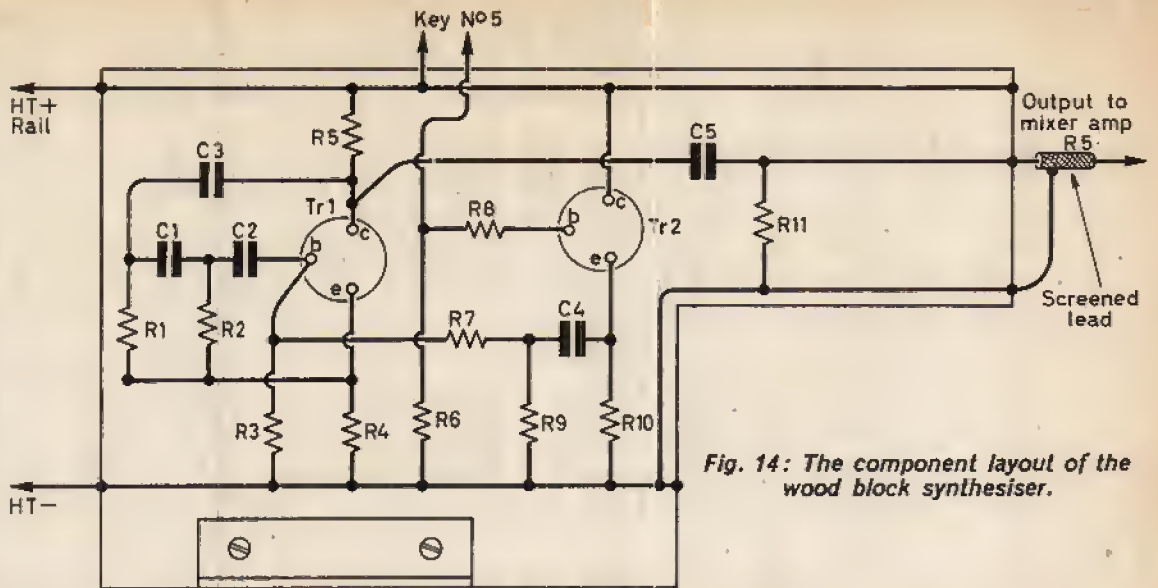 Key Nº5
HT+
Rail
Output to
mixer amp
R5
R5
C5
C3
Tr1
c
c
R8
b
Tr2
R11
C1
C2
b
e
e
Screened
lead
R1
R2
R7
C4
R3
R4
R6
R9
R10
HT−
Fig. 14: The component layout of the
wood block synthesiser.